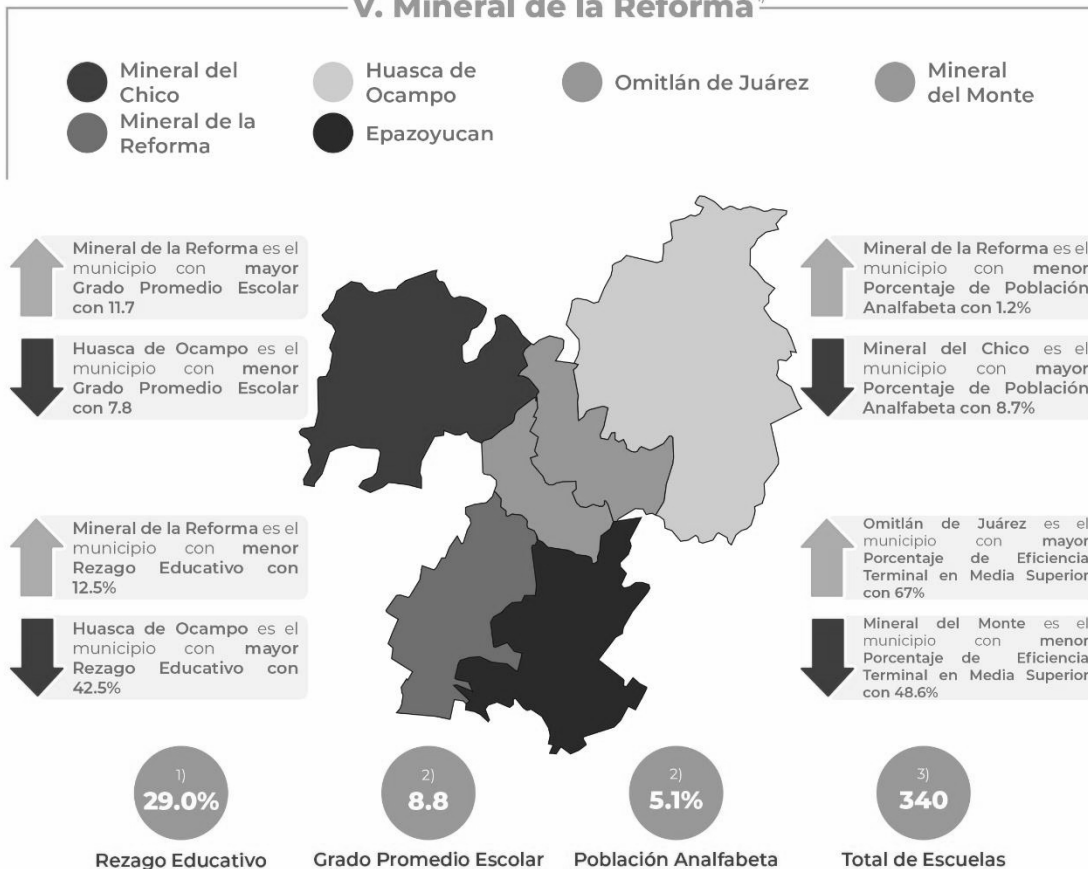 V. Mineral de la Reforma
Mineral del
Chico
Huasca de
Ocampo
Omitlán de Juárez
Mineral
del Monte
Mineral de la
Reforma
Epazoyucan
Mineral de la Reforma es el
municipio con mayor
Grado Promedio Escolar
con 11.7
Huasca de Ocampo es el
municipio con menor
Grado Promedio Escolar
con 7.8
Mineral de la Reforma es el
municipio con menor
Porcentaje de Población
Analfabeta con 1.2%
Mineral del Chico es el
municipio con mayor
Porcentaje de Población
Analfabeta con 8.7%
Mineral de la Reforma es el
municipio con menor
Rezago Educativo con
12.5%
Huasca de Ocampo es el
municipio con mayor
Rezago Educativo con
42.5%
Omitlán de Juárez es el
municipio con mayor
Porcentaje de Eficiencia
Terminal en Media Superior
con 67%
Mineral del Monte es el
municipio con menor
Porcentaje de Eficiencia
Terminal en Media Superior
con 48.6%
1)
29.0%
Rezago Educativo
2)
8.8
Grado Promedio Escolar
2)
5.1%
Población Analfabeta
3)
340
Total de Escuelas